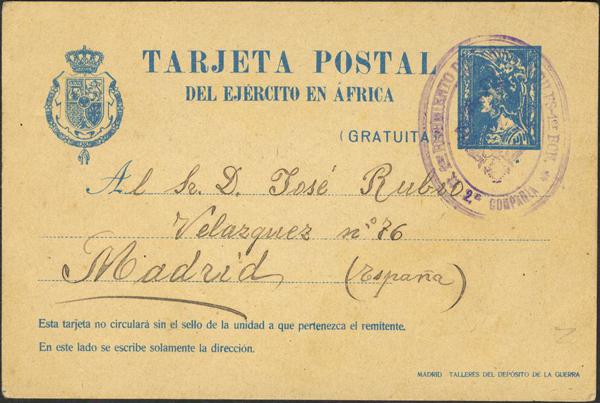 TARJETA POSTAL
DEL EJÉRCITO EN ÁFRICA
(GRATUITA)
2ª COMPAÑIA
Al Sr. D. José Rubio
Velazquez nº 76
Madrid (España)
Esta tarjeta no circulará sin el sello de la unidad a que pertenezca el remitente.
En este lado se escribe solamente la dirección.
MADRID TALLERES DEL DEPÓSITO DE LA GUERRA